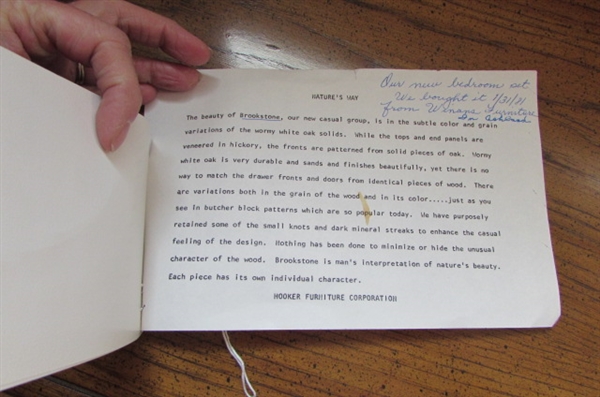 Our new bedroom set
We bought it
from Winans Furniture
In
NATURE'S WAY
The beauty of Brookstone, our new casual group, is in the subtle color and grain
variations of the wormy white oak solids. While the tops and end panels are
veneered in hickory, the fronts are patterned from solid pieces of oak. Wormy
white oak is very durable and sands and finishes beautifully, yet there is no
way to match the drawer fronts and doors from identical pieces of wood. There
are variations both in the grain of the wood and in its color.....just as you
see in butcher block patterns which are so popular today. We have purposely
retained some of the small knots and dark mineral streaks to enhance the casual
feeling of the design. Nothing has been done to minimize or hide the unusual
character of the wood. Brookstone is man's interpretation of nature's beauty.
Each piece has its own individual character.
HOOKER FURNITURE CORPORATION